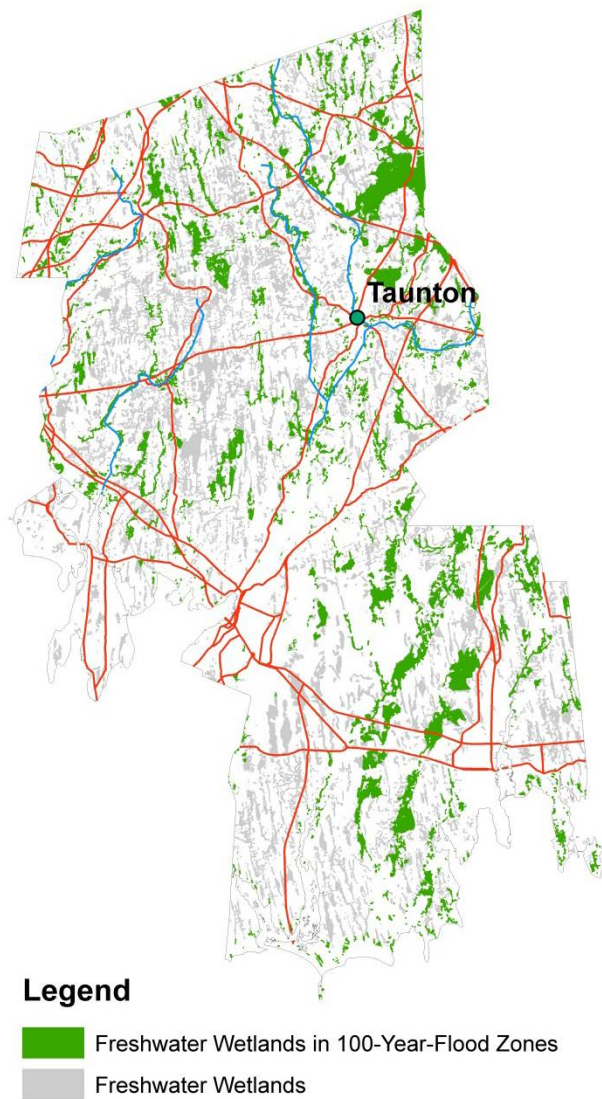 Taunton
Legend
Freshwater Wetlands in 100-Year-Flood Zones
Freshwater Wetlands